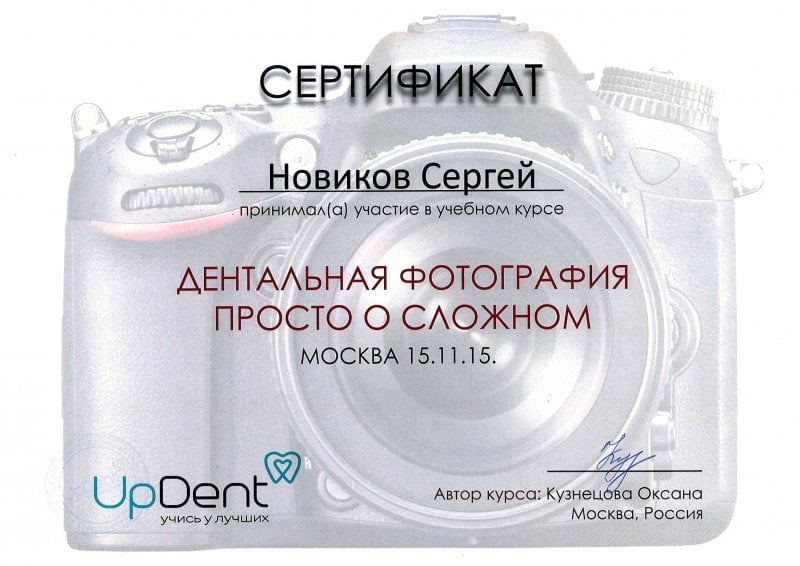 СЕРТИФИКАТ
Новиков Сергей
принимал(а) участие в учебном курсе
ДЕНТАЛЬНАЯ ФОТОГРАФИЯ
ПРОСТО О СЛОЖНОМ
МОСКВА 15.11.15.
UpDent
учись у лучших
Автор курса: Кузнецова Оксана
Москва, Россия